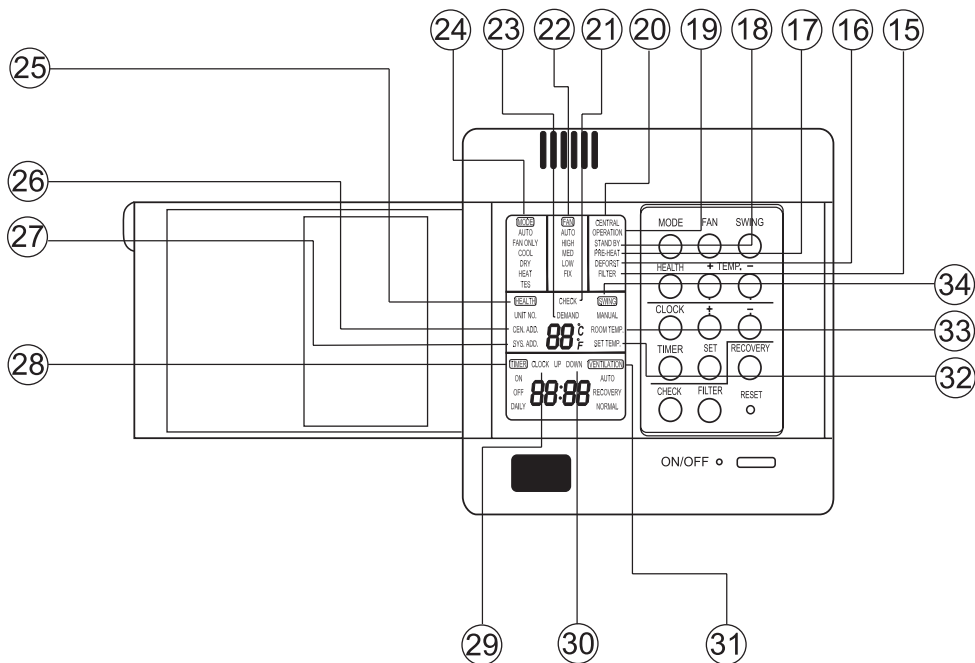 24 23 22 21 20 19 18 17 16 15
25
26
27
28
MODE
AUTO
FAN ONLY
COOL
DRY
HEAT
TES
FAN
AUTO
HIGH
MED
LOW
FIX
CENTRAL
OPERATION
STAND BY
PRE-HEAT
DEFORST
FILTER
HEALTH
UNIT NO.
CEN. ADD.
SYS. ADD.
CHECK
DEMAND
88 °C
°F
SWING
MANUAL
ROOM TEMP.
SET TEMP.
TIMER CLOCK UP DOWN VENTILATION
ON
OFF
DAILY
88:88
AUTO
RECOVERY
NORMAL
MODE FAN SWING
HEALTH + TEMP. -
CLOCK + -
TIMER SET RECOVERY
CHECK FILTER RESET
ON/OFF
34
33
32
29 30 31